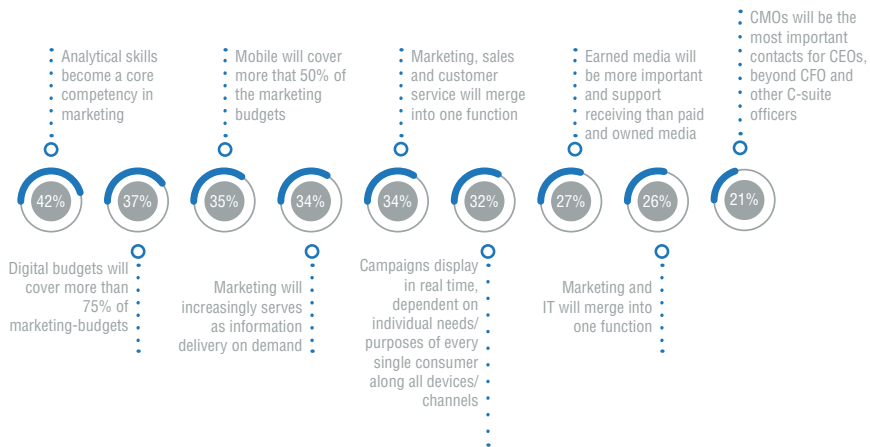 Analytical skills
become a core
competency in
marketing
Mobile will cover
more that 50% of
the marketing
budgets
Marketing, sales
and customer
service will merge
into one function
Earned media will
be more important
and support
receiving than paid
and owned media
CMOs will be the
most important
contacts for CEOs,
beyond CFO and
other C-suite
officers
42%
37%
35%
34%
34%
32%
27%
26%
21%
Digital budgets will
cover more than
75% of
marketing-budgets
Marketing will
increasingly serves
as information
delivery on demand
Campaigns display
in real time,
dependent on
individual needs/
purposes of every
single consumer
along all devices/
channels
Marketing and
IT will merge into
one function